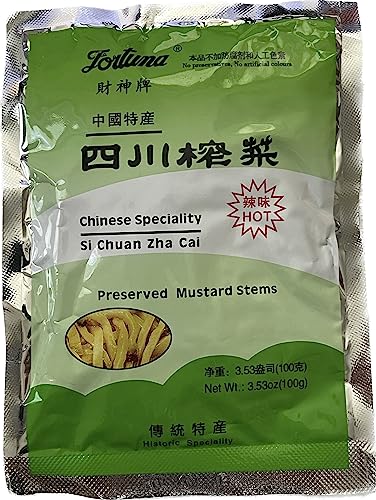 Fortuna®
財神牌
本品不加防腐剂和人工色素
No preservatives, No artificial colours
中國特產
四川榨菜
辣味
HOT
Chinese Speciality
Si Chuan Zha Cai
Preserved Mustard Stems
净重：3.53盎司(100克)
Net Wt.: 3.53oz(100g)
傳統特產
Historic Speciality